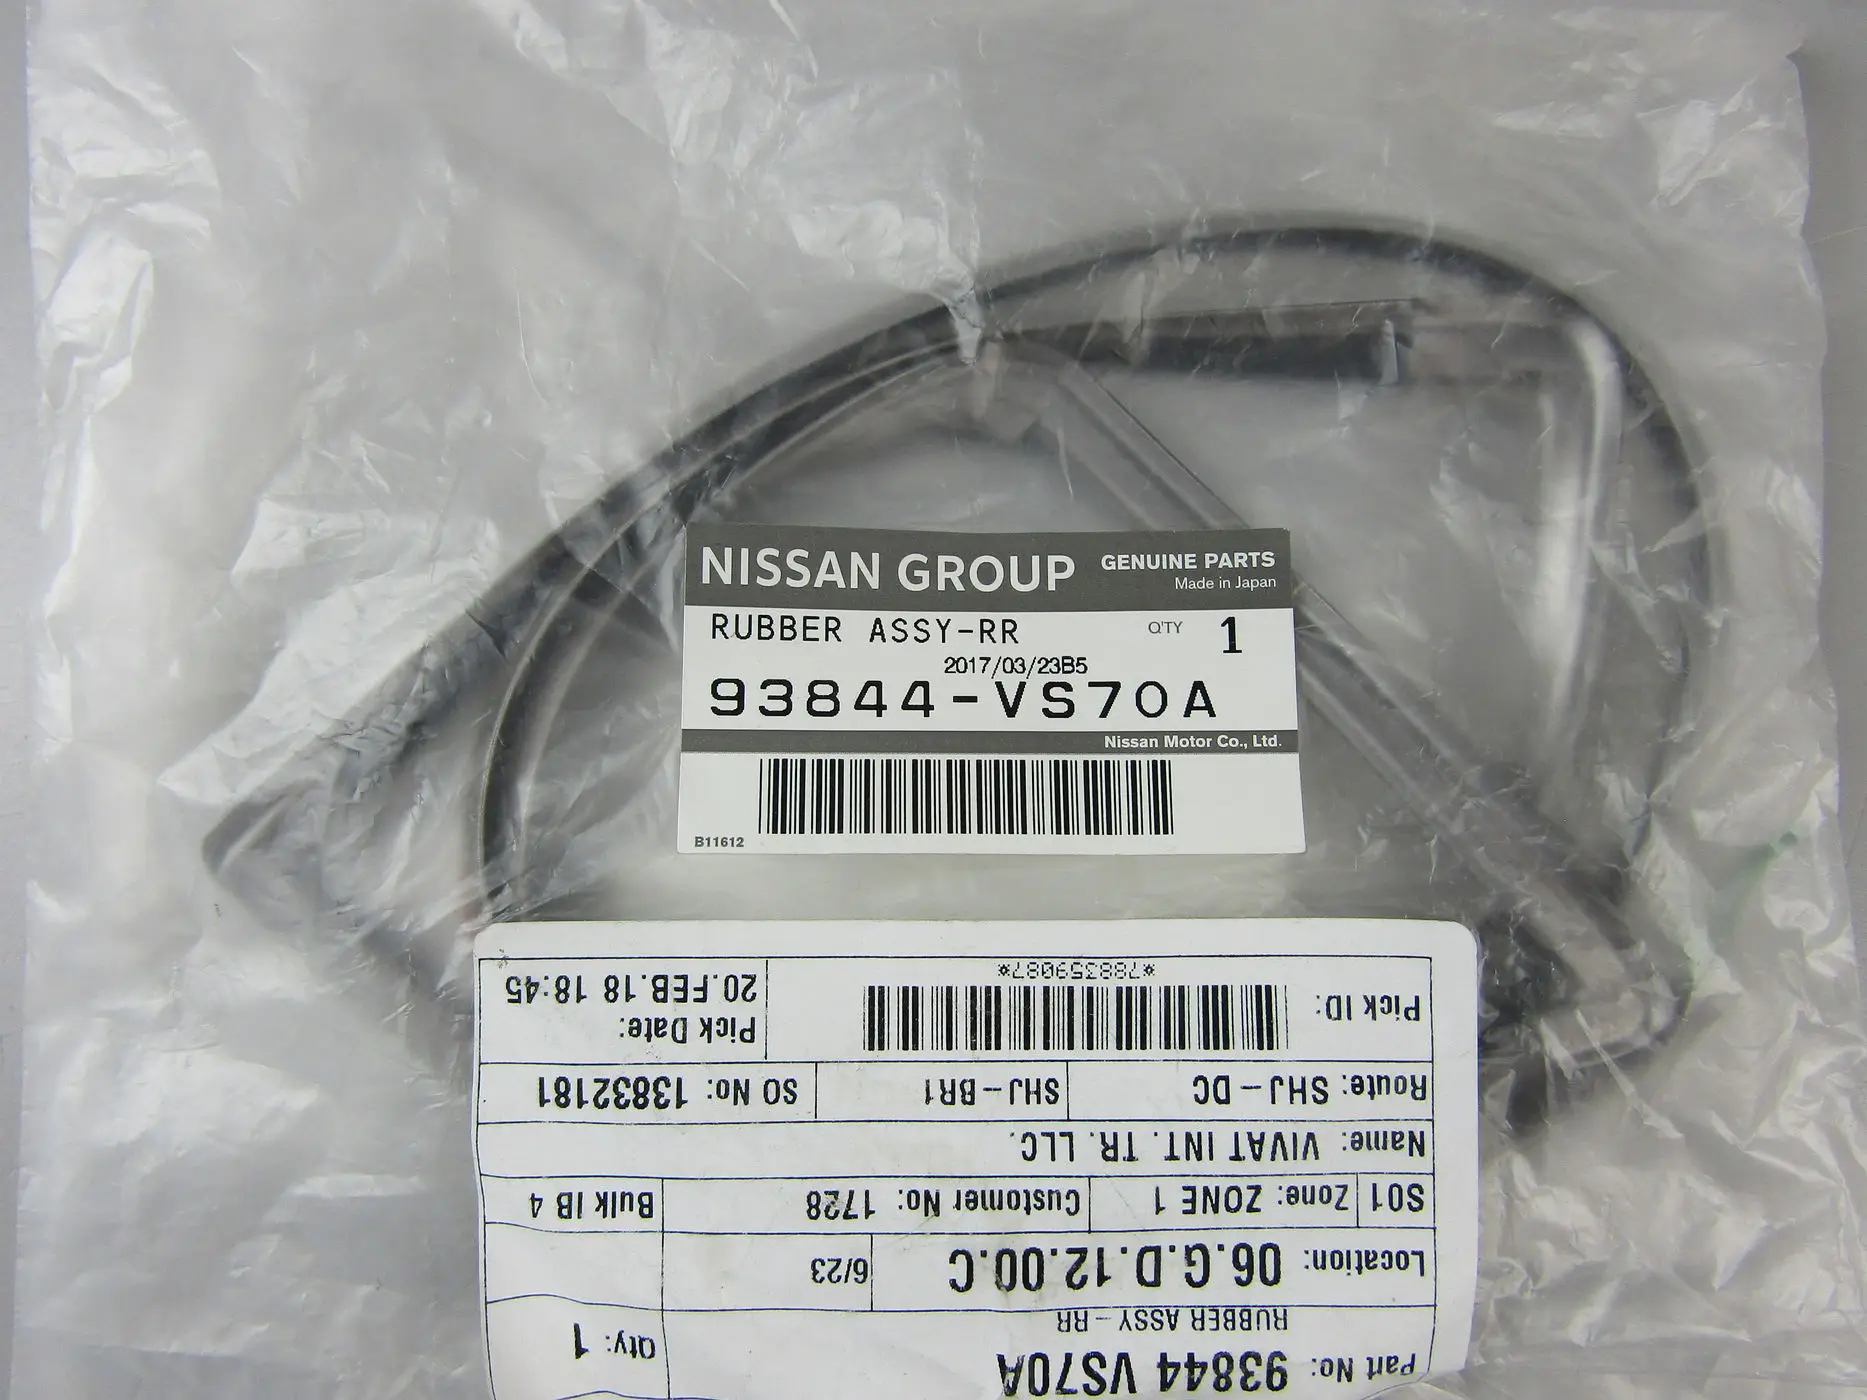 NISSAN GROUP GENUINE PARTS
Made in Japan
RUBBER ASSY-RR Q'TY 1
2017/03/23B5
93844-VS70A
Nissan Motor Co., Ltd.
B11612
Part No: 93844 VS70A
RUBBER ASSY-RR
Qty: 1
Location: 06.G.D.12.00.C 6/23
S01 Zone: ZONE 1 Customer No: 1728 Bulk IB 4
Name: VIVAT INT. TR. LLC.
Route: SHJ-DC SHJ-BR1 SO No: 13832181
Pick ID: *788359087*
Pick Date:
20.FEB.18 18:45